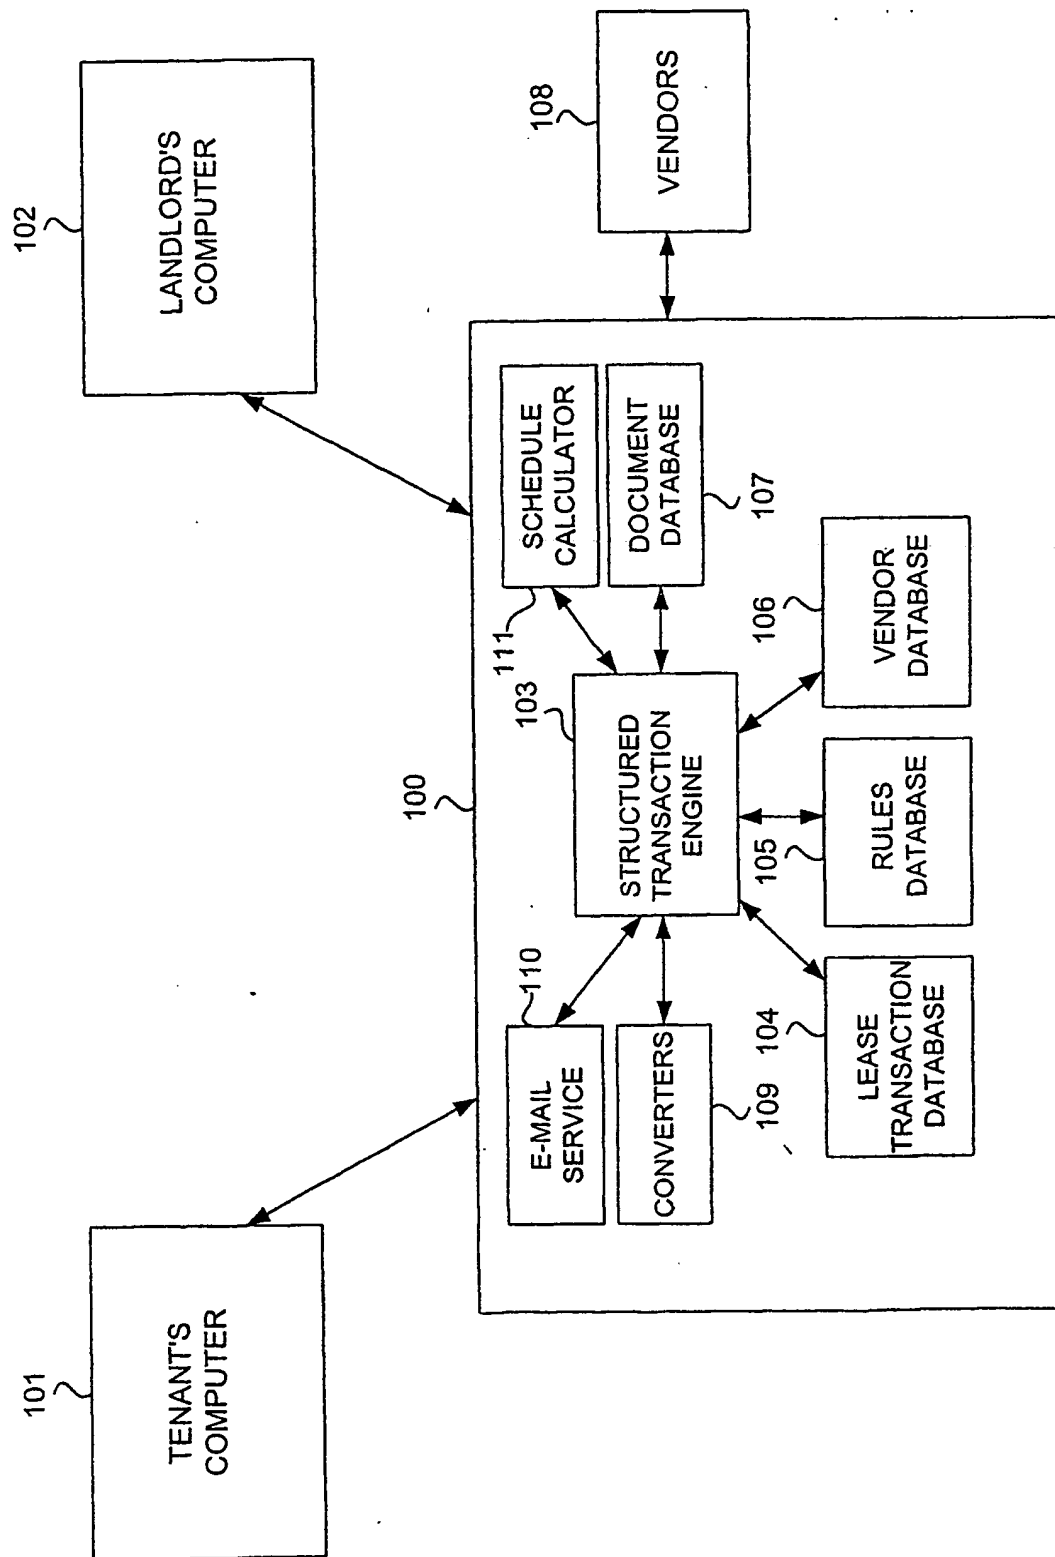 101
TENANT'S
COMPUTER
102
LANDLORD'S
COMPUTER
100
108
VENDORS
110
E-MAIL
SERVICE
CONVERTERS
109
103
STRUCTURED
TRANSACTION
ENGINE
111
SCHEDULE
CALCULATOR
DOCUMENT
DATABASE
107
104
LEASE
TRANSACTION
DATABASE
105
RULES
DATABASE
106
VENDOR
DATABASE